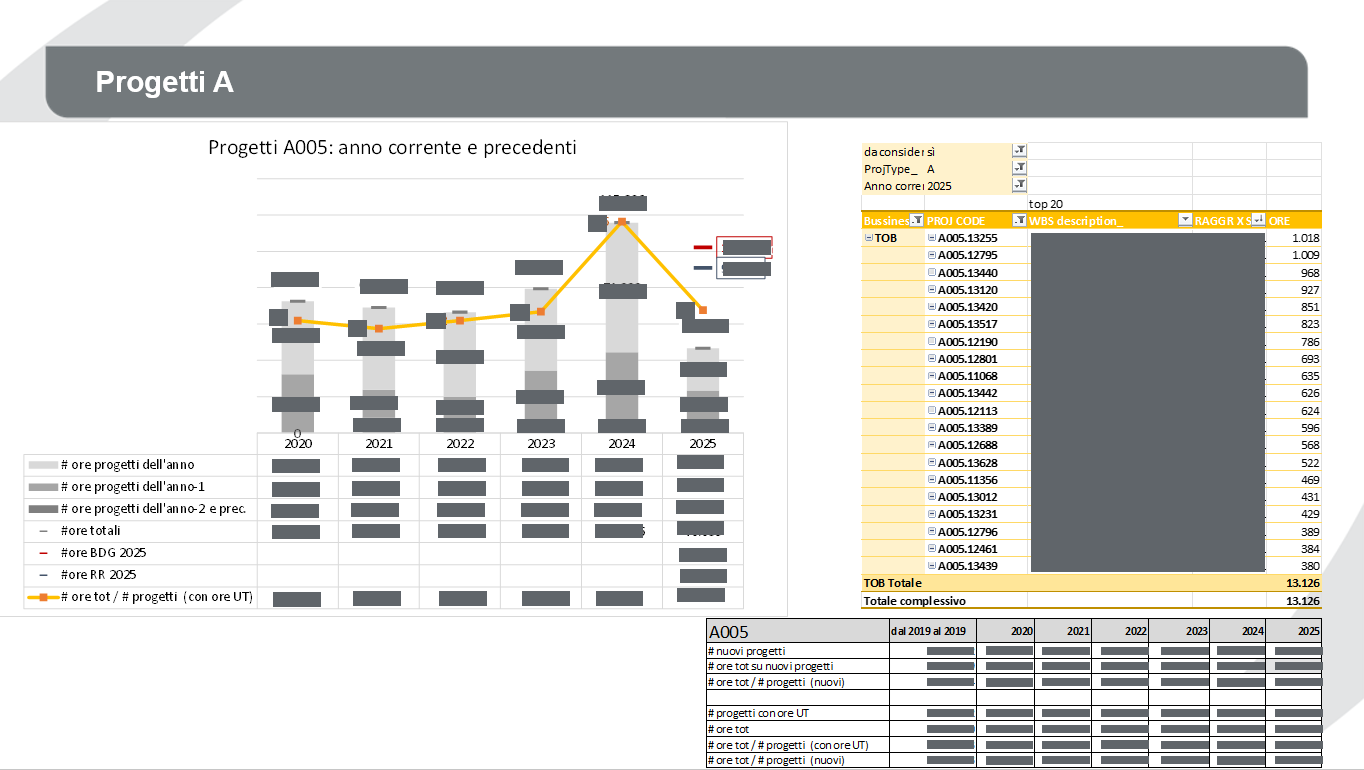 Progetti A
Progetti A005: anno corrente e precedenti
0
2020 2021 2022 2023 2024 2025
# ore progetti dell'anno
# ore progetti dell'anno-1
# ore progetti dell'anno-2 e prec.
#ore totali
#ore BDG 2025
#ore RR 2025
# ore tot / # progetti (con ore UT)
da consider sì
ProjType_ A
Anno corre 2025
top 20
Bussines PROJ CODE WBS description_ RAGGR X S ORE
TOB A005.13255 1.018
A005.12795 1.009
A005.13440 968
A005.13120 927
A005.13420 851
A005.13517 823
A005.12190 786
A005.12801 693
A005.11068 635
A005.13442 626
A005.12113 624
A005.13389 596
A005.12688 568
A005.13628 522
A005.11356 469
A005.13012 431
A005.13231 429
A005.12796 389
A005.12461 384
A005.13439 380
TOB Totale 13.126
Totale complessivo 13.126
A005 dal 2019 al 2019 2020 2021 2022 2023 2024 2025
# nuovi progetti
# ore tot su nuovi progetti
# ore tot / # progetti (nuovi)
# progetti con ore UT
# ore tot
# ore tot / # progetti (con ore UT)
# ore tot / # progetti (nuovi)